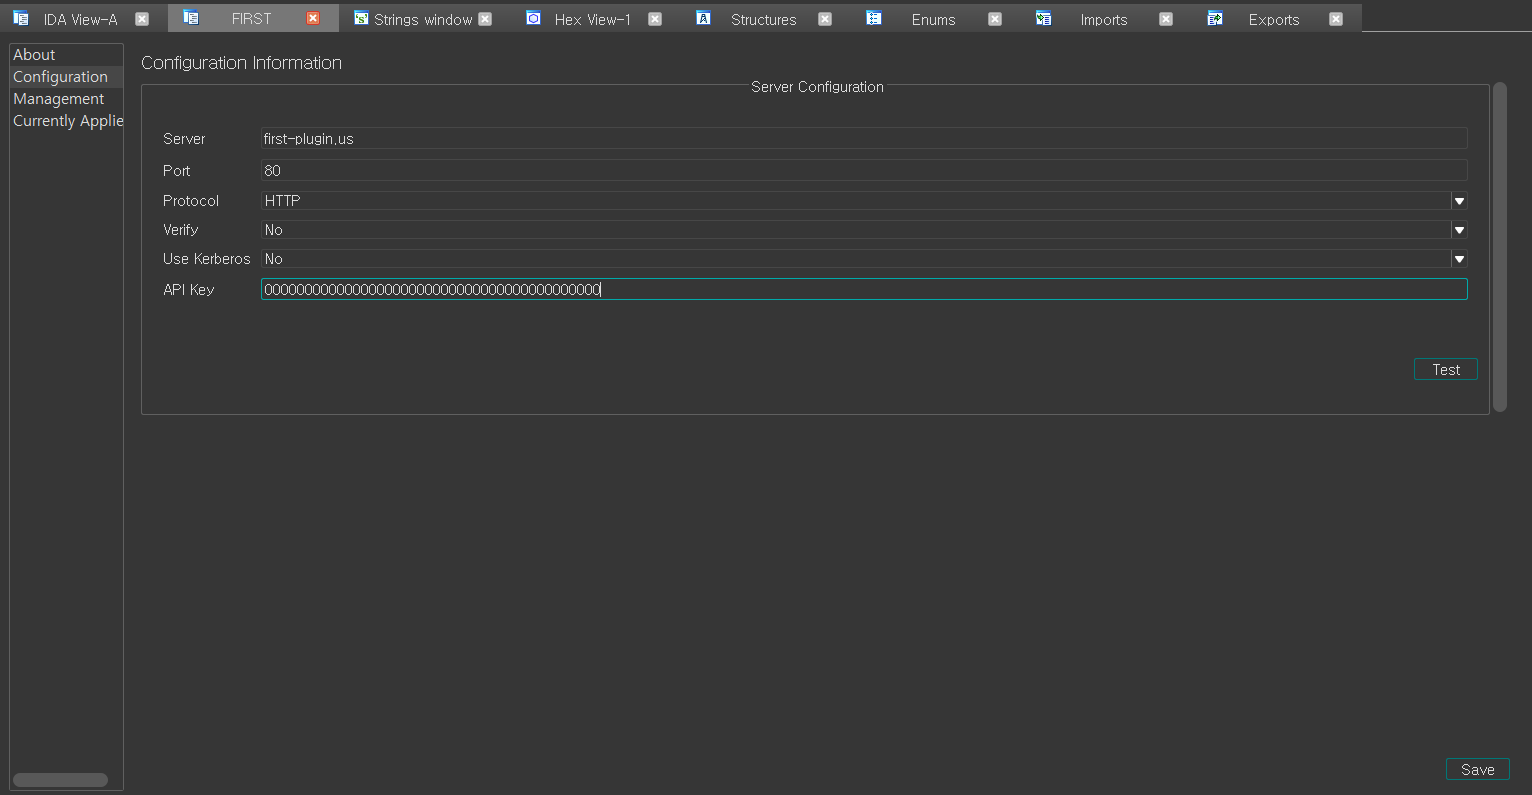 IDA View-A
FIRST
Strings window
Hex View-1
Structures
Enums
Imports
Exports
About
Configuration
Management
Currently Applie
Configuration Information
Server Configuration
Server first-plugin.us
Port 80
Protocol HTTP
Verify No
Use Kerberos No
API Key 000000000000000000000000000000000000000000
Test
Save